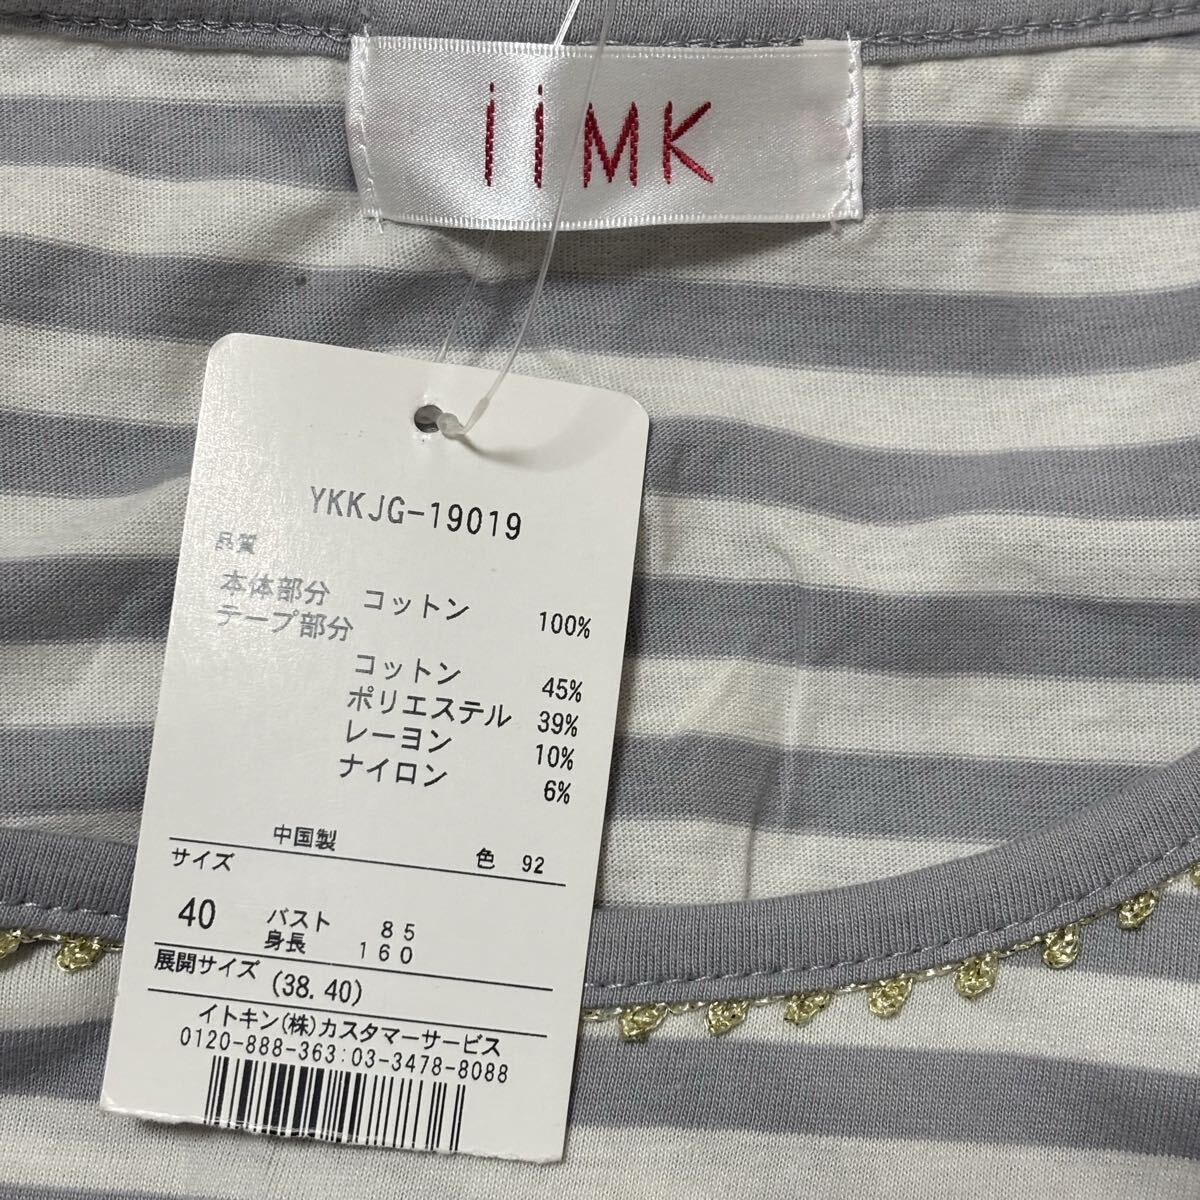 iiMK
YKKJG-19019
品質
本体部分 コットン 100%
テープ部分
コットン 45%
ポリエステル 39%
レーヨン 10%
ナイロン 6%
中国製 色 92
サイズ
40 バスト 85
身長 160
展開サイズ (38.40)
イトキン(株)カスタマーサービス
0120-888-363:03-3478-8088